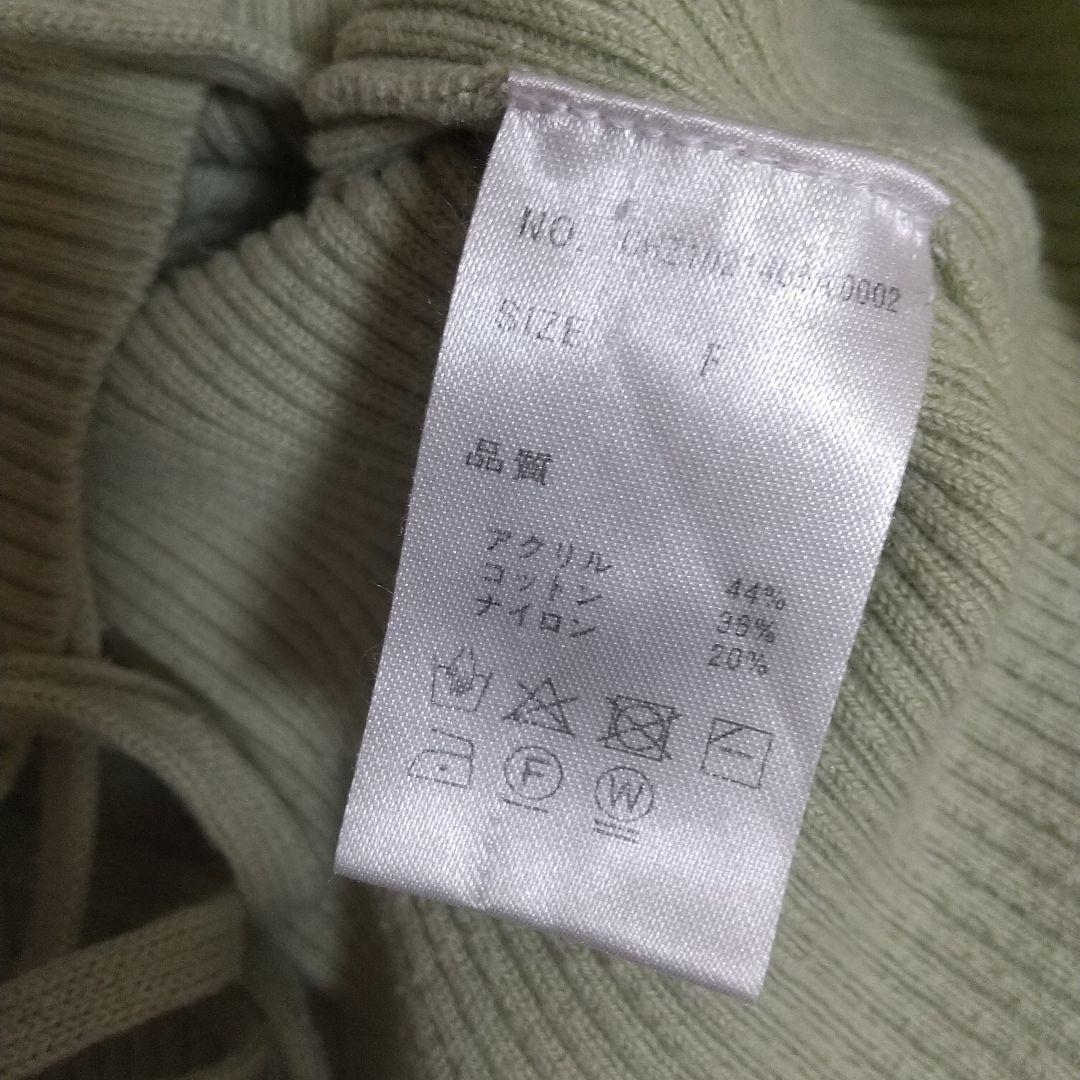 NO.
SIZE F
品質
アクリル 44%
コットン 36%
ナイロン 20%
F W